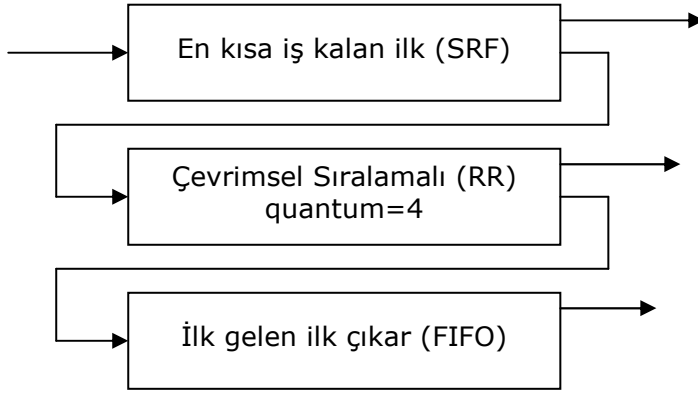 En kısa iş kalan ilk (SRF)
Çevrimsel Sıralamalı (RR)
quantum=4
İlk gelen ilk çıkar (FIFO)